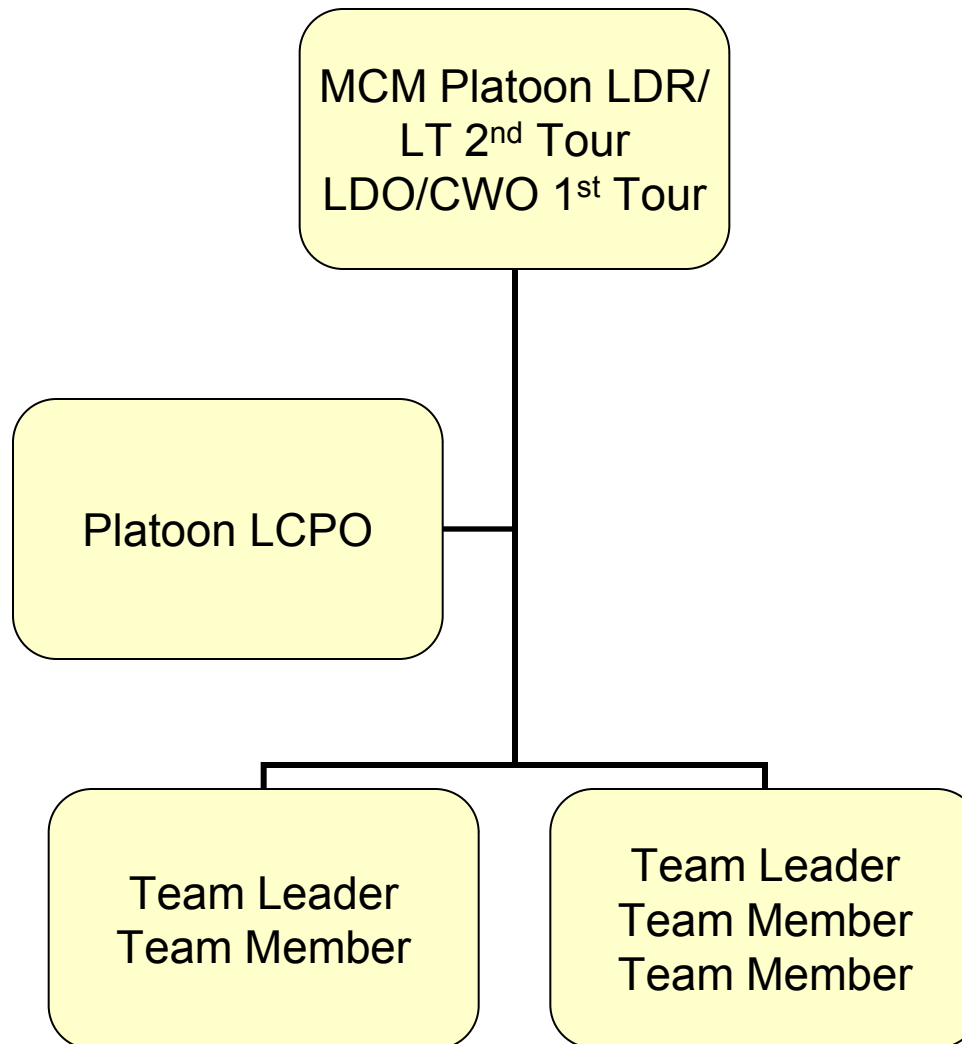 MCM Platoon LDR/
LT 2nd Tour
LDO/CWO 1st Tour
Platoon LCPO
Team Leader
Team Member
Team Leader
Team Member
Team Member